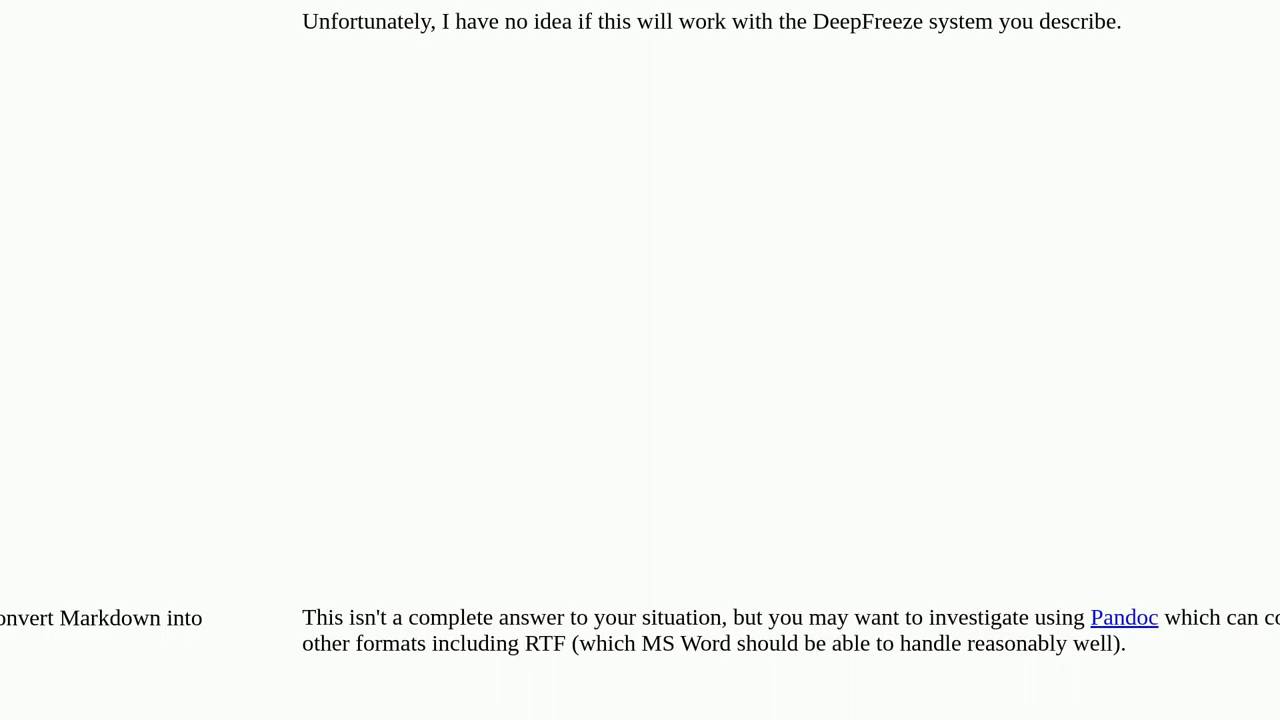 Unfortunately, I have no idea if this will work with the DeepFreeze system you describe.
onvert Markdown into
This isn't a complete answer to your situation, but you may want to investigate using Pandoc which can co
other formats including RTF (which MS Word should be able to handle reasonably well).